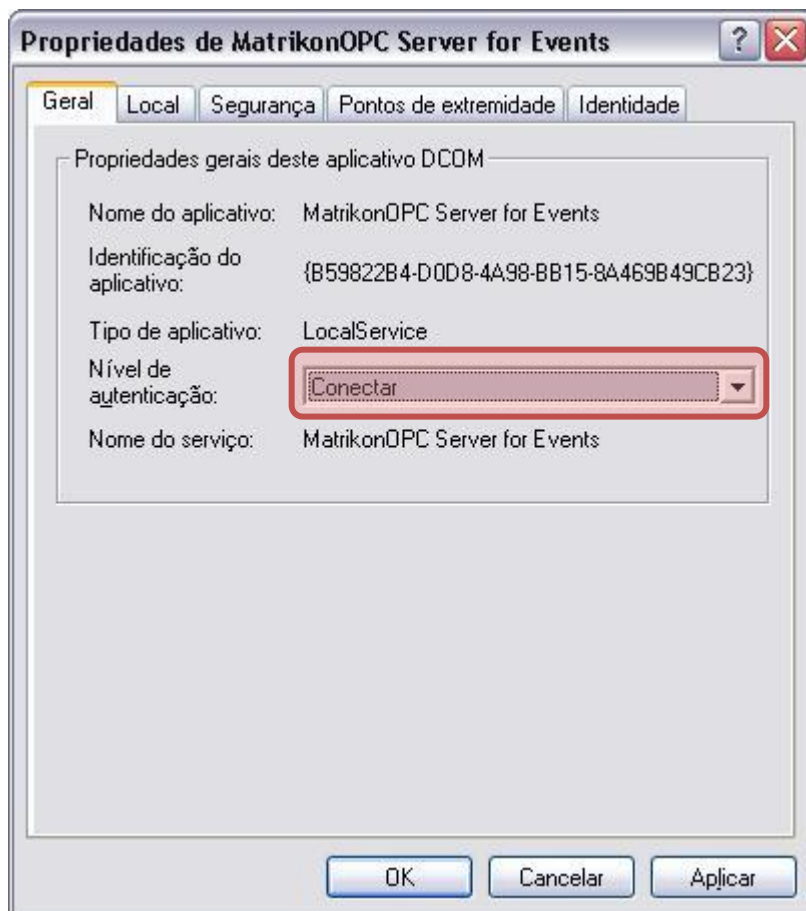 Propriedades de MatrikonOPC Server for Events
Geral Local Segurança Pontos de extremidade Identidade
Propriedades gerais deste aplicativo DCOM
Nome do aplicativo: MatrikonOPC Server for Events
Identificação do
aplicativo: {B59822B4-D0D8-4A98-BB15-8A469B49CB23}
Tipo de aplicativo: LocalService
Nível de
autenticação: Conectar
Nome do serviço: MatrikonOPC Server for Events
OK Cancelar Aplicar